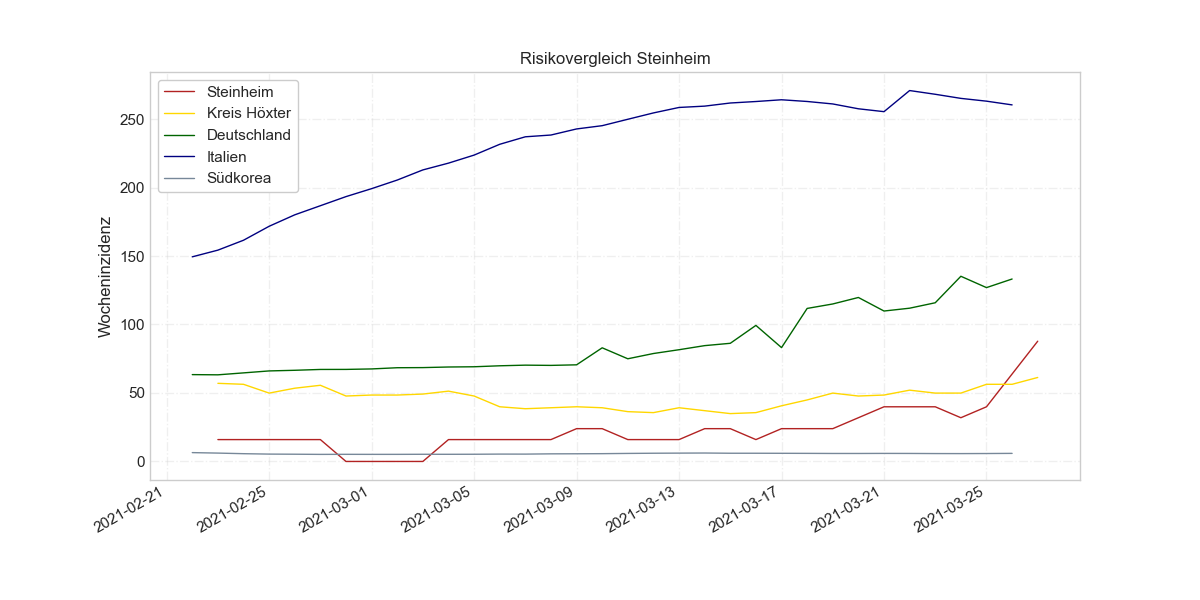 Risikovergleich Steinheim
Steinheim
Kreis Höxter
Deutschland
Italien
Südkorea
Wocheninzidenz
250
200
150
100
50
0
2021-02-21
2021-02-25
2021-03-01
2021-03-05
2021-03-09
2021-03-13
2021-03-17
2021-03-21
2021-03-25